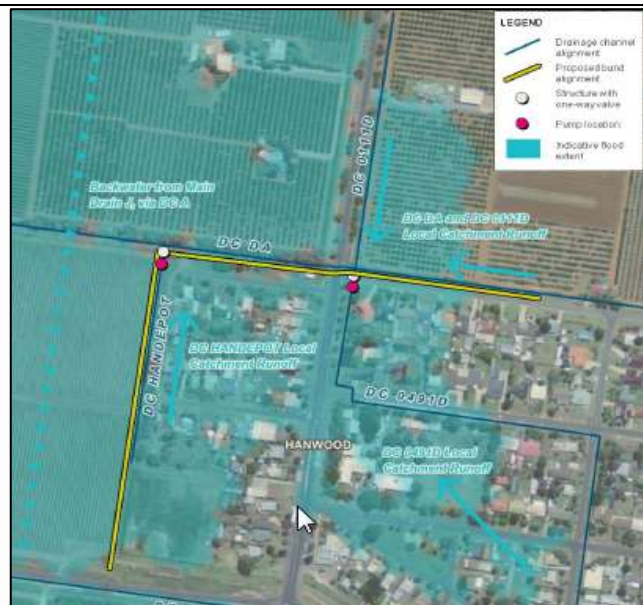 LEGEND
Drainage channel
alignment
Proposed bund
alignment
Structure with
one-way valve
Pump location
Indicative flood
extent
DC 0111D
Backwater from Main
Drain J, via DC A
DC DA and DC 0111D
Local Catchment Runoff
DC DA
DC HANDEPOT
DC HANDEPOT Local
Catchment Runoff
DC 0491D
HANWOOD
DC 0491D Local
Catchment Runoff